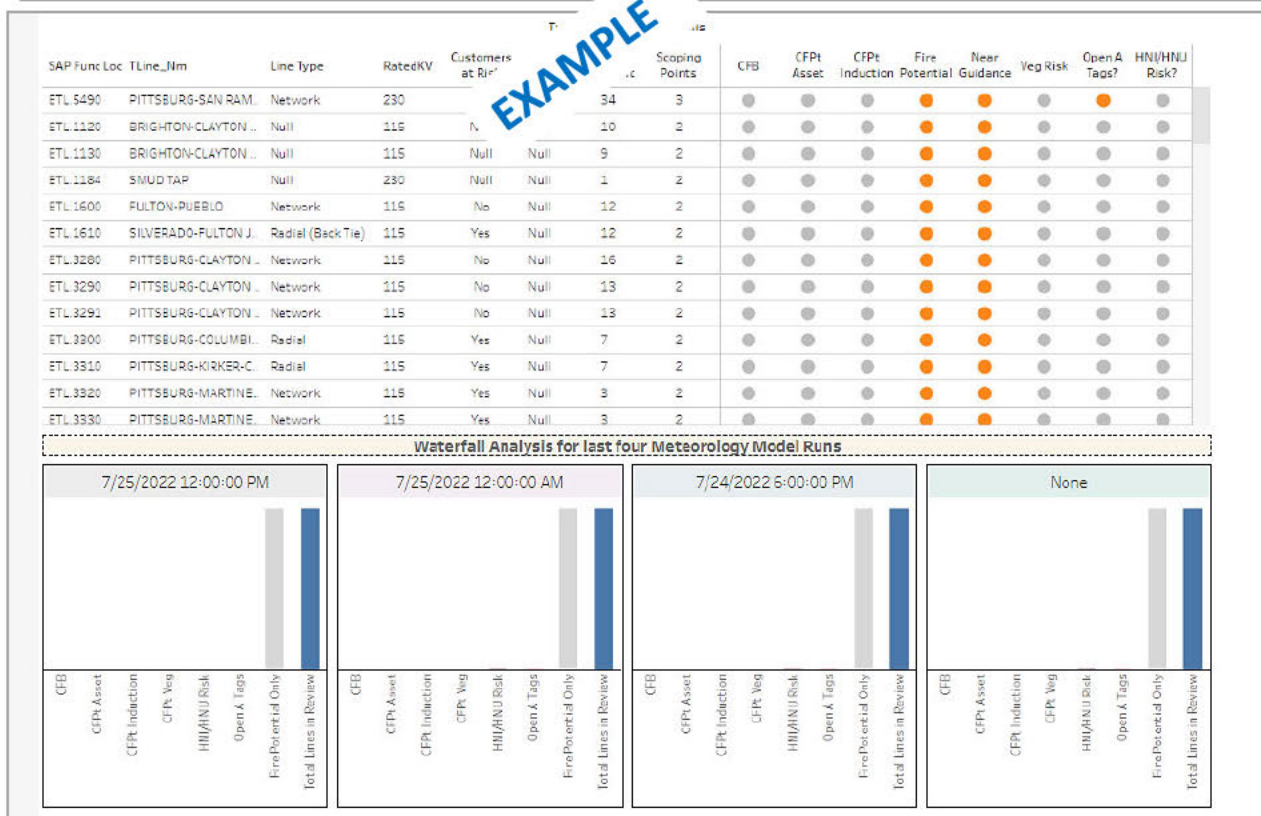 EXAMPLE
SAP Func Loc TLine_Nm Line Type RatedKV Customers at Scoping Points CFB CFPt Asset CFPt Induction Fire Potential Near Guidance Veg Risk Open A Tags? HNI/HNU Risk?
ETL.5490 PITTSBURG-SAN RAM.. Network 230 34 3
ETL.1120 BRIGHTON-CLAYTON .. Null 115 10 2
ETL.1130 BRIGHTON-CLAYTON .. Null 115 Null Null 9 2
ETL.1184 SMUD TAP Null 230 Null Null 1 2
ETL.1600 FULTON-PUEBLO Network 115 No Null 12 2
ETL.1610 SILVERADO-FULTON J.. Radial (Back Tie) 115 Yes Null 12 2
ETL.3280 PITTSBURG-CLAYTON .. Network 115 No Null 16 2
ETL.3290 PITTSBURG-CLAYTON .. Network 115 No Null 13 2
ETL.3291 PITTSBURG-CLAYTON .. Network 115 No Null 13 2
ETL.3300 PITTSBURG-COLUMBI.. Radial 115 Yes Null 7 2
ETL.3310 PITTSBURG-KIRKER-C.. Radial 115 Yes Null 7 2
ETL.3320 PITTSBURG-MARTINE.. Network 115 Yes Null 3 2
ETL.3330 PITTSBURG-MARTINE.. Network 115 Yes Null 3 2
Waterfall Analysis for last four Meteorology Model Runs
7/25/2022 12:00:00 PM
CFB
CFPt Asset
CFPt Induction
CFPt Veg
HNI/HNU Risk
Open A Tags
FirePotential Only
Total Lines in Review
7/25/2022 12:00:00 AM
CFB
CFPt Asset
CFPt Induction
CFPt Veg
HNI/HNU Risk
Open A Tags
FirePotential Only
Total Lines in Review
7/24/2022 6:00:00 PM
CFB
CFPt Asset
CFPt Induction
CFPt Veg
HNI/HNU Risk
Open A Tags
FirePotential Only
Total Lines in Review
None
CFB
CFPt Asset
CFPt Induction
CFPt Veg
HNI/HNU Risk
Open A Tags
FirePotential Only
Total Lines in Review